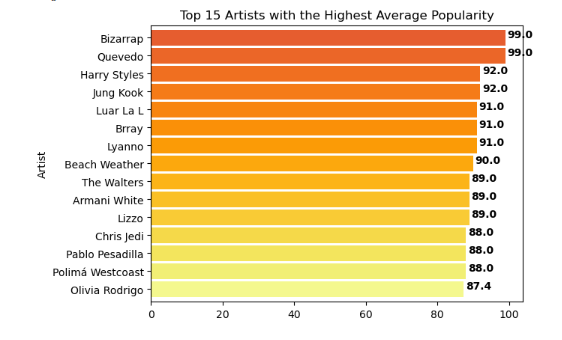 Top 15 Artists with the Highest Average Popularity
Bizarrap 99.0
Quevedo 99.0
Harry Styles 92.0
Jung Kook 92.0
Luar La L 91.0
Brray 91.0
Lyanno 91.0
Beach Weather 90.0
The Walters 89.0
Armani White 89.0
Lizzo 89.0
Chris Jedi 88.0
Pablo Pesadilla 88.0
Polimá Westcoast 88.0
Olivia Rodrigo 87.4
Artist
0 20 40 60 80 100